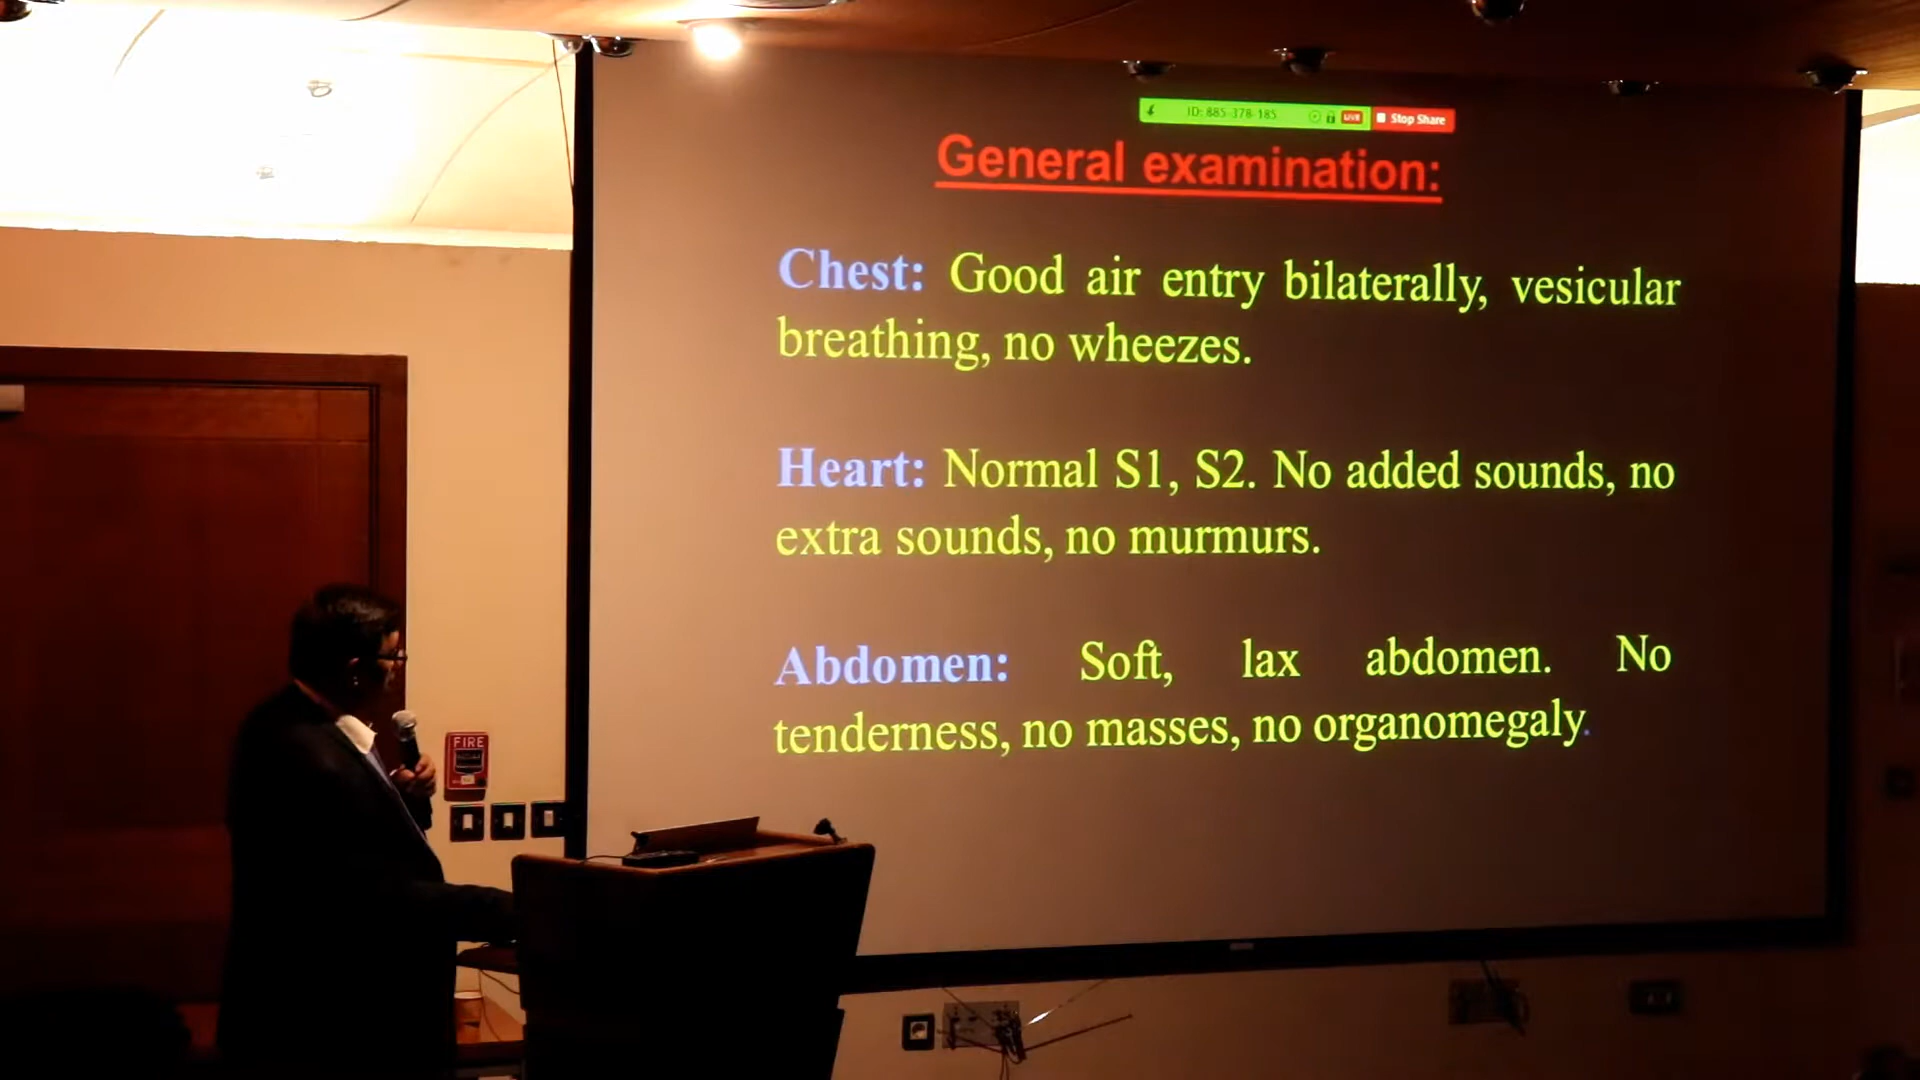 ID: 885-378-185 LIVE Stop Share
General examination:
Chest: Good air entry bilaterally, vesicular
breathing, no wheezes.
Heart: Normal S1, S2. No added sounds, no
extra sounds, no murmurs.
Abdomen: Soft, lax abdomen. No
tenderness, no masses, no organomegaly.
FIRE